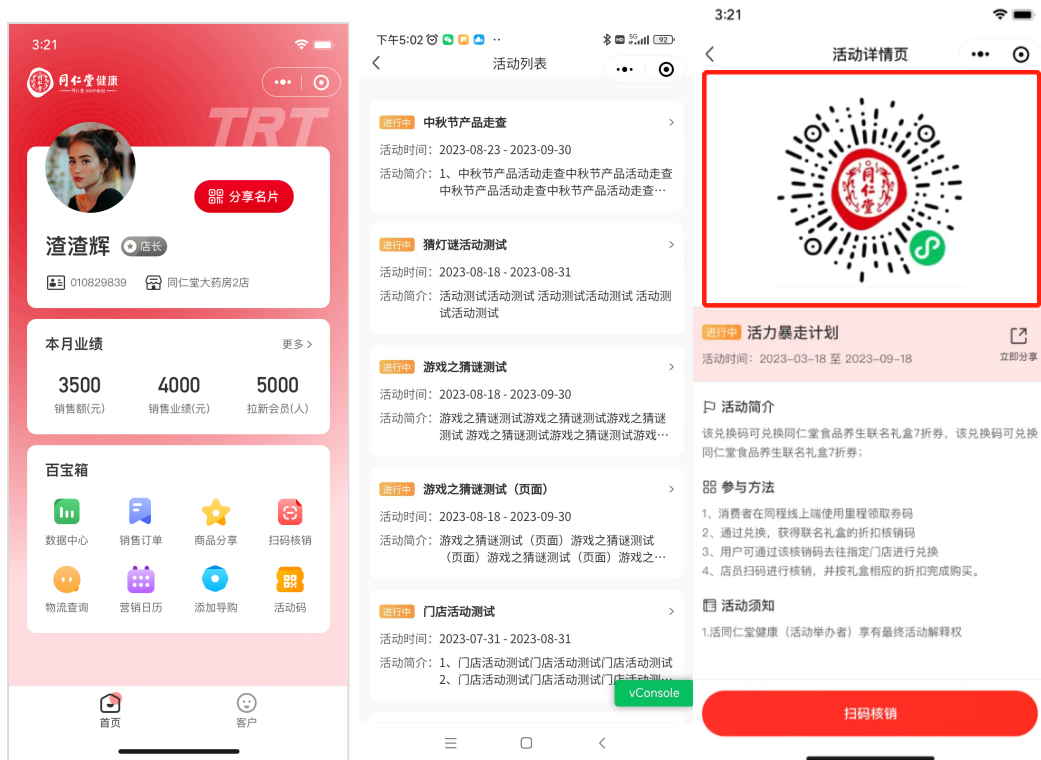 3:21
同仁堂健康
TRT
分享名片
渣渣辉
店长
010829839
同仁堂大药房2店
本月业绩
更多
3500
4000
5000
销售额(元)
销售业绩(元)
拉新会员(人)
百宝箱
数据中心
销售订单
商品分享
扫码核销
物流查询
营销日历
添加导购
活动码
首页
客户
下午5:02
5G
92
活动列表
进行中 中秋节产品走查
活动时间：2023-08-23 - 2023-09-30
活动简介：1、中秋节产品活动走查中秋节产品活动走查
中秋节产品活动走查中秋节产品活动走查…
进行中 猜灯谜活动测试
活动时间：2023-08-18 - 2023-08-31
活动简介：活动测试活动测试 活动测试活动测试 活动测
试活动测试
进行中 游戏之猜谜测试
活动时间：2023-08-18 - 2023-09-30
活动简介：游戏之猜谜测试游戏之猜谜测试游戏之猜谜
测试 游戏之猜谜测试游戏之猜谜测试游戏…
进行中 游戏之猜谜测试（页面）
活动时间：2023-08-18 - 2023-09-30
活动简介：游戏之猜谜测试（页面）游戏之猜谜测试
（页面）游戏之猜谜测试（页面）游戏之…
进行中 门店活动测试
活动时间：2023-07-31 - 2023-08-31
活动简介：1、门店活动测试门店活动测试门店活动测试
2、门店活动测试门店活动测试门店活动测…
vConsole
3:21
活动详情页
同仁堂
进行中 活力暴走计划
活动时间：2023-03-18 至 2023-09-18
立即分享
活动简介
该兑换码可兑换同仁堂食品养生联名礼盒7折券，该兑换码可兑换
同仁堂食品养生联名礼盒7折券；
参与方法
1、消费者在同程线上端使用里程领取券码
2、通过兑换，获得联名礼盒的折扣核销码
3、用户可通过该核销码去往指定门店进行兑换
4、店员扫码进行核销，并按礼盒相应的折扣完成购买。
活动须知
1.活同仁堂健康（活动举办者）享有最终活动解释权
扫码核销